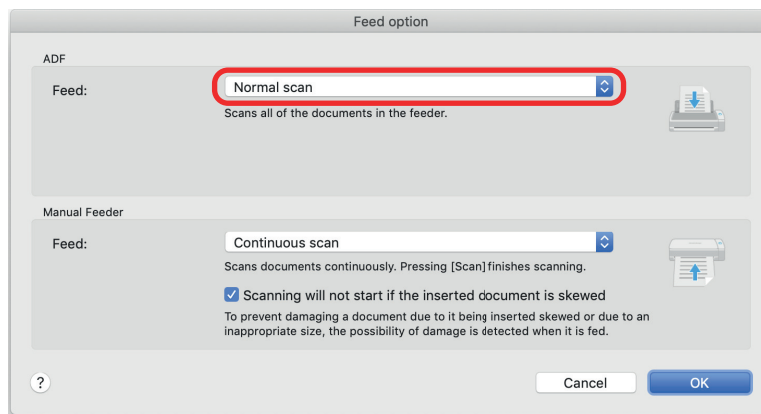 Feed option
ADF
Feed:
Normal scan
Scans all of the documents in the feeder.
Manual Feeder
Feed:
Continuous scan
Scans documents continuously. Pressing [Scan] finishes scanning.
Scanning will not start if the inserted document is skewed
To prevent damaging a document due to it being inserted skewed or due to an
inappropriate size, the possibility of damage is detected when it is fed.
?
Cancel
OK